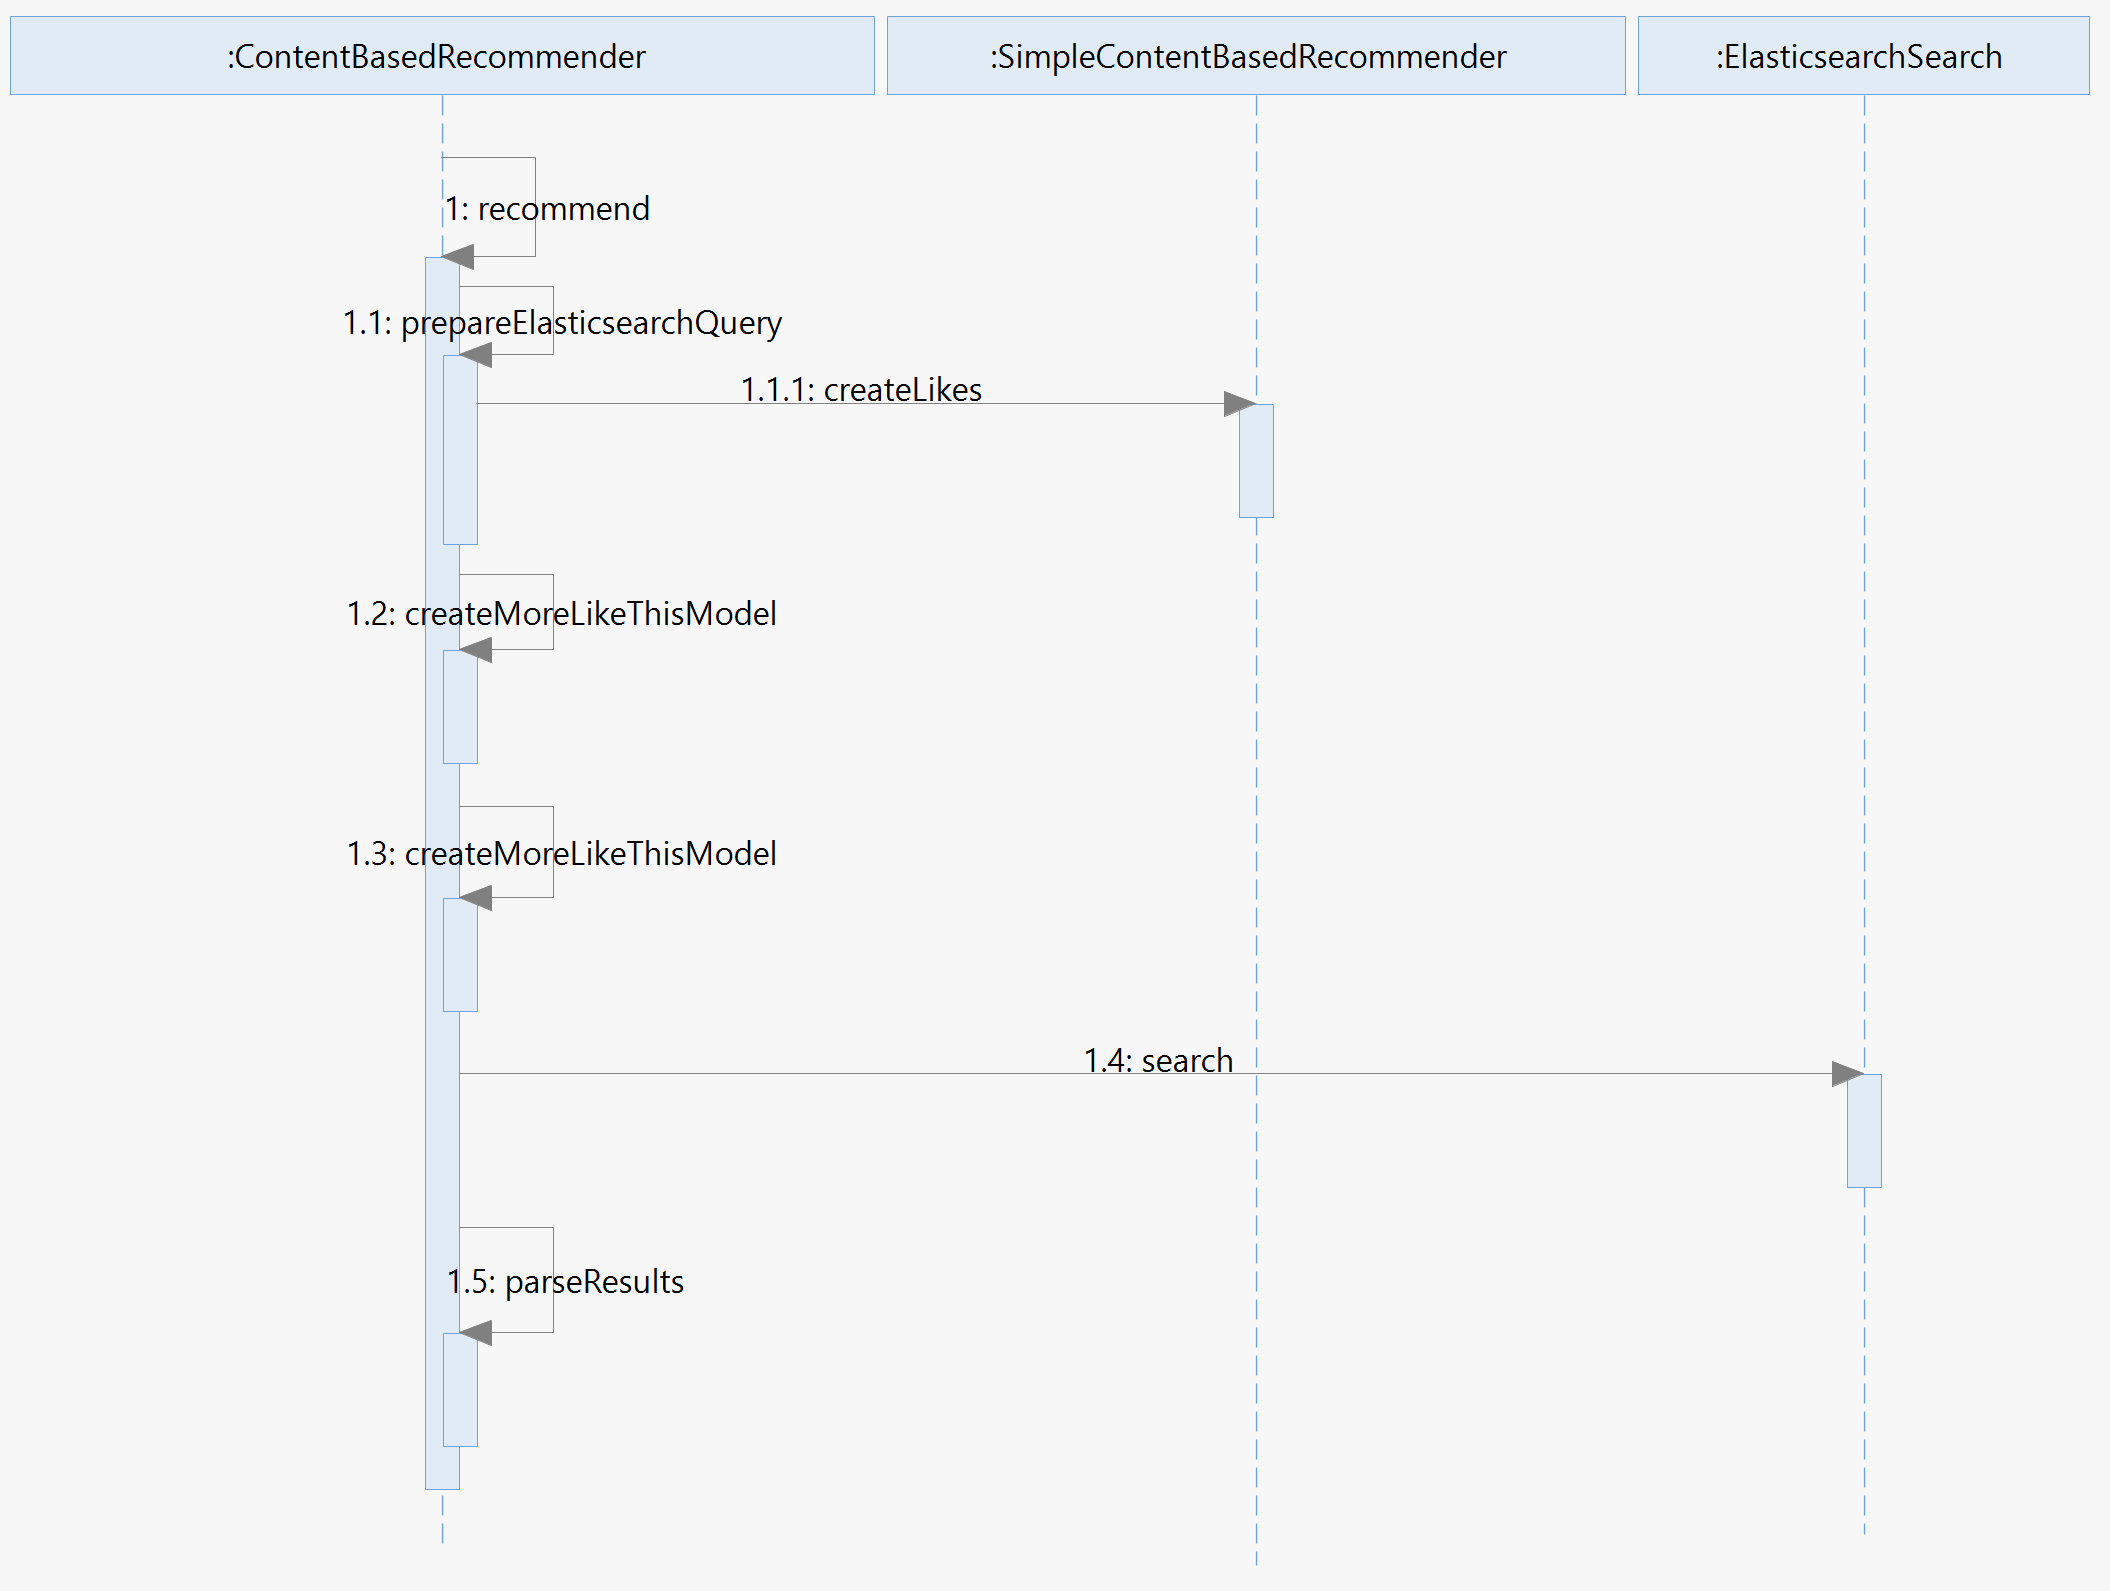 :ContentBasedRecommender
:SimpleContentBasedRecommender
:ElasticsearchSearch
1: recommend
1.1: prepareElasticsearchQuery
1.1.1: createLikes
1.2: createMoreLikeThisModel
1.3: createMoreLikeThisModel
1.4: search
1.5: parseResults